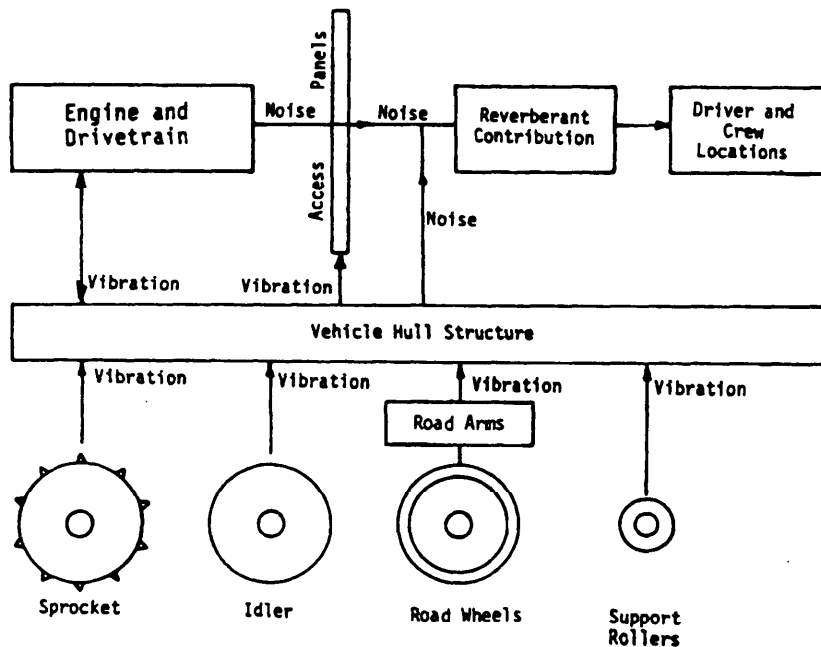 Engine and
Drivetrain
Noise
Access Panels
Noise
Reverberant
Contribution
Driver and
Crew
Locations
Noise
Vibration
Vibration
Vehicle Hull Structure
Vibration
Vibration
Vibration
Vibration
Road Arms
Sprocket
Idler
Road Wheels
Support
Rollers